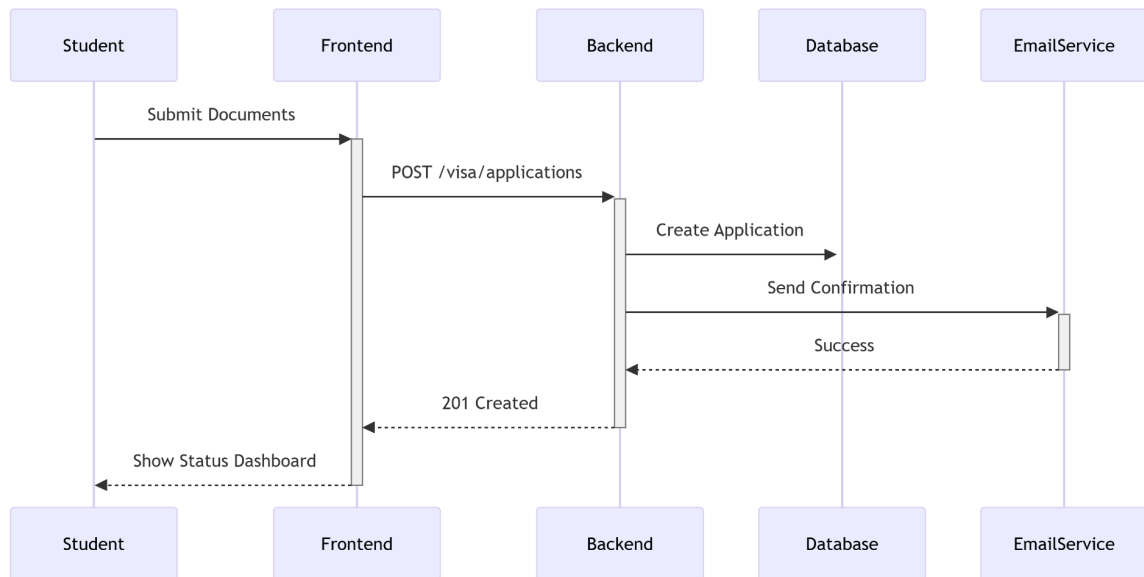 Student
Frontend
Backend
Database
EmailService
Submit Documents
POST /visa/applications
Create Application
Send Confirmation
Success
201 Created
Show Status Dashboard
Student
Frontend
Backend
Database
EmailService